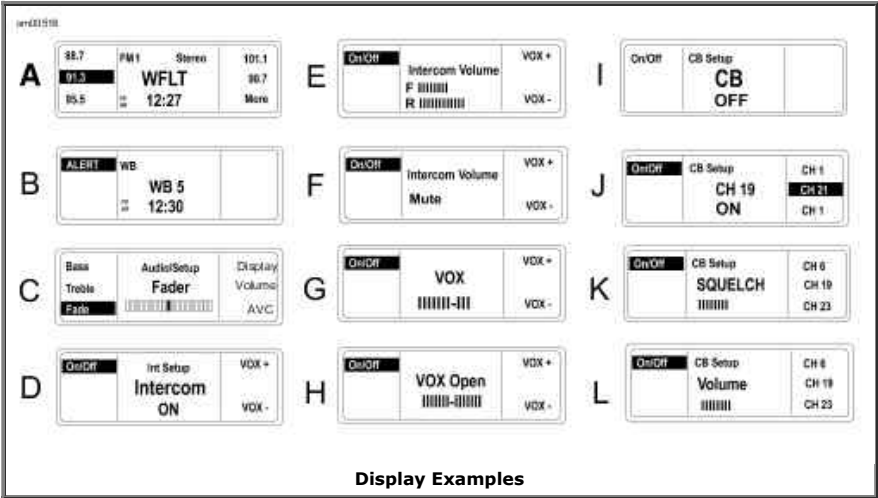 A
88.7 FM1 Stereo 101.1
91.3 WFLT
95.5 12:27 More
B
ALERT WB
WB 5
12:30
C
Bass Audio/Setup Display
Treble Fader Volume
Fade AVC
D
On/Off Int Setup VOX +
Intercom
ON VOX -
E
On/Off VOX +
Intercom Volume
F
R VOX -
F
On/Off VOX +
Intercom Volume
Mute VOX -
G
On/Off VOX +
VOX
VOX -
H
On/Off VOX +
VOX Open
VOX -
I
On/Off CB Setup
CB
OFF
J
On/Off CB Setup CH 1
CH 19 CH 21
ON CH 1
K
On/Off CB Setup CH 6
SQUELCH CH 19
CH 23
L
On/Off CB Setup CH 6
Volume CH 19
CH 23
Display Examples